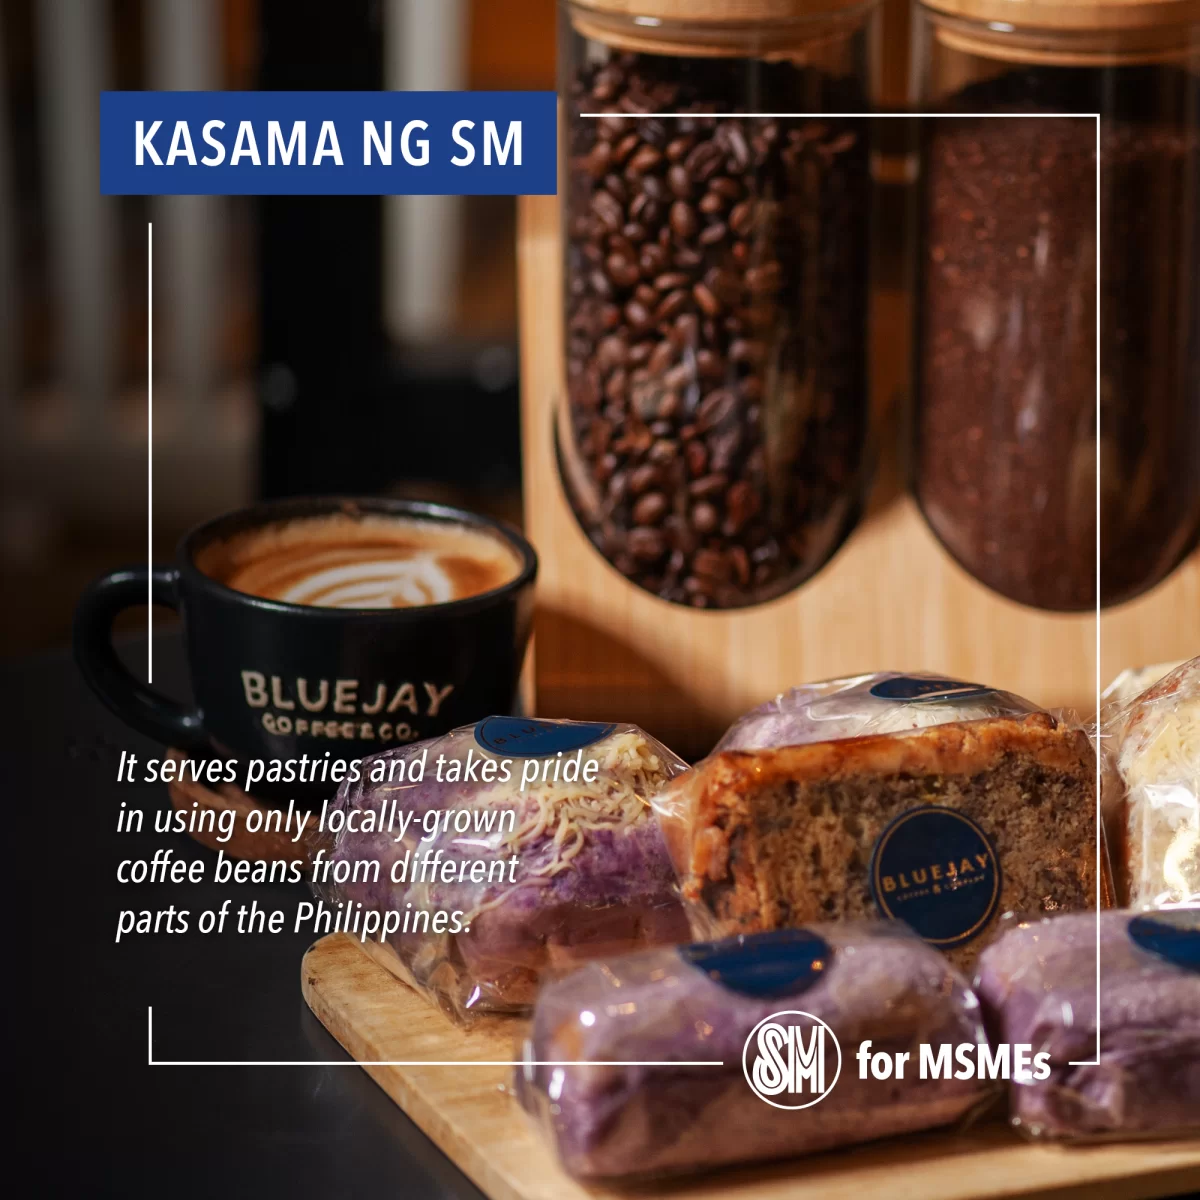 KASAMA NG SM
BLUEJAY
COFFEE & CO.
It serves pastries and takes pride
in using only locally-grown
coffee beans from different
parts of the Philippines.
BLUEJAY
SM for MSMEs